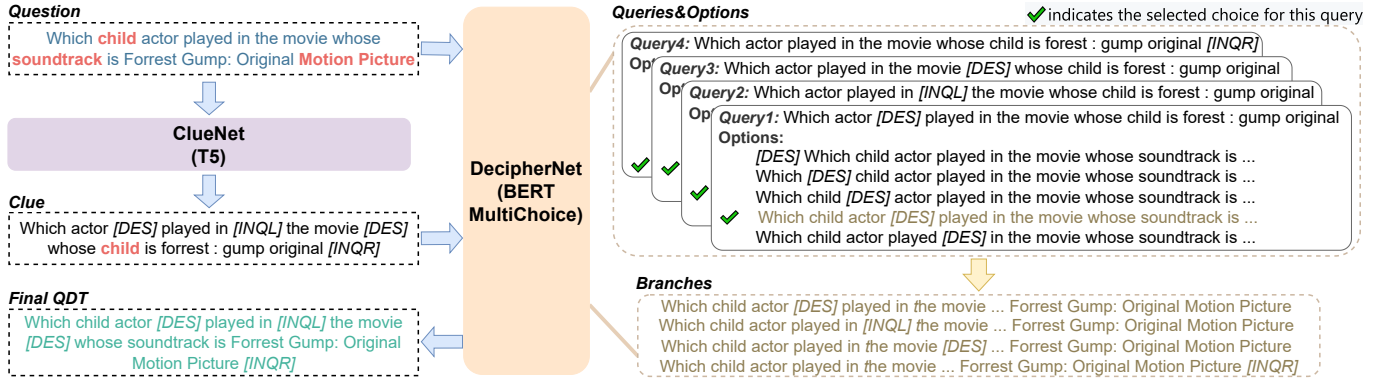 Question
Which child actor played in the movie whose
soundtrack is Forrest Gump: Original Motion Picture
ClueNet
(T5)
Clue
Which actor [DES] played in [INQL] the movie [DES]
whose child is forrest : gump original [INQR]
Final QDT
Which child actor [DES] played in [INQL] the movie
[DES] whose soundtrack is Forrest Gump: Original
Motion Picture [INQR]
DecipherNet
(BERT
MultiChoice)
Queries&Options
indicates the selected choice for this query
Query4: Which actor played in the movie whose child is forest : gump original [INQR]
Opt
Query3: Which actor played in the movie [DES] whose child is forest : gump original
Op
Query2: Which actor played in [INQL] the movie whose child is forest : gump original
Op
Query1: Which actor [DES] played in the movie whose child is forest : gump original
Options:
[DES] Which child actor played in the movie whose soundtrack is ...
Which [DES] child actor played in the movie whose soundtrack is ...
Which child [DES] actor played in the movie whose soundtrack is ...
Which child actor [DES] played in the movie whose soundtrack is ...
Which child actor played [DES] in the movie whose soundtrack is ...
Branches
Which child actor [DES] played in the movie ... Forrest Gump: Original Motion Picture
Which child actor played in [INQL] the movie ... Forrest Gump: Original Motion Picture
Which child actor played in the movie [DES] ... Forrest Gump: Original Motion Picture
Which child actor played in the movie ... Forrest Gump: Original Motion Picture [INQR]